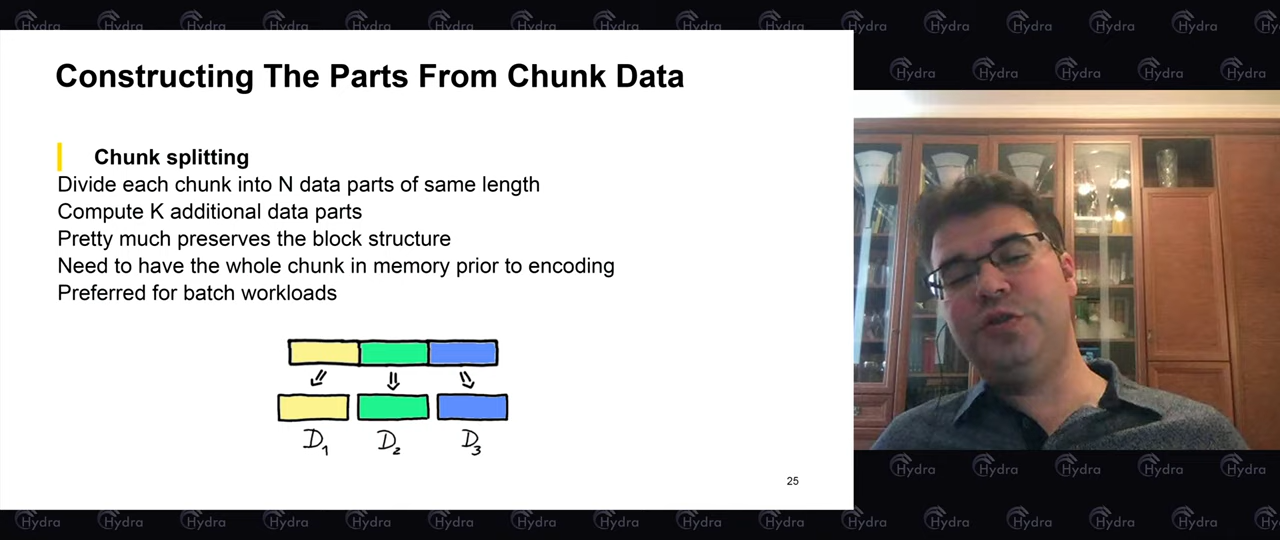 Constructing The Parts From Chunk Data
Chunk splitting
Divide each chunk into N data parts of same length
Compute K additional data parts
Pretty much preserves the block structure
Need to have the whole chunk in memory prior to encoding
Preferred for batch workloads
D1 D2 D3
25
Hydra